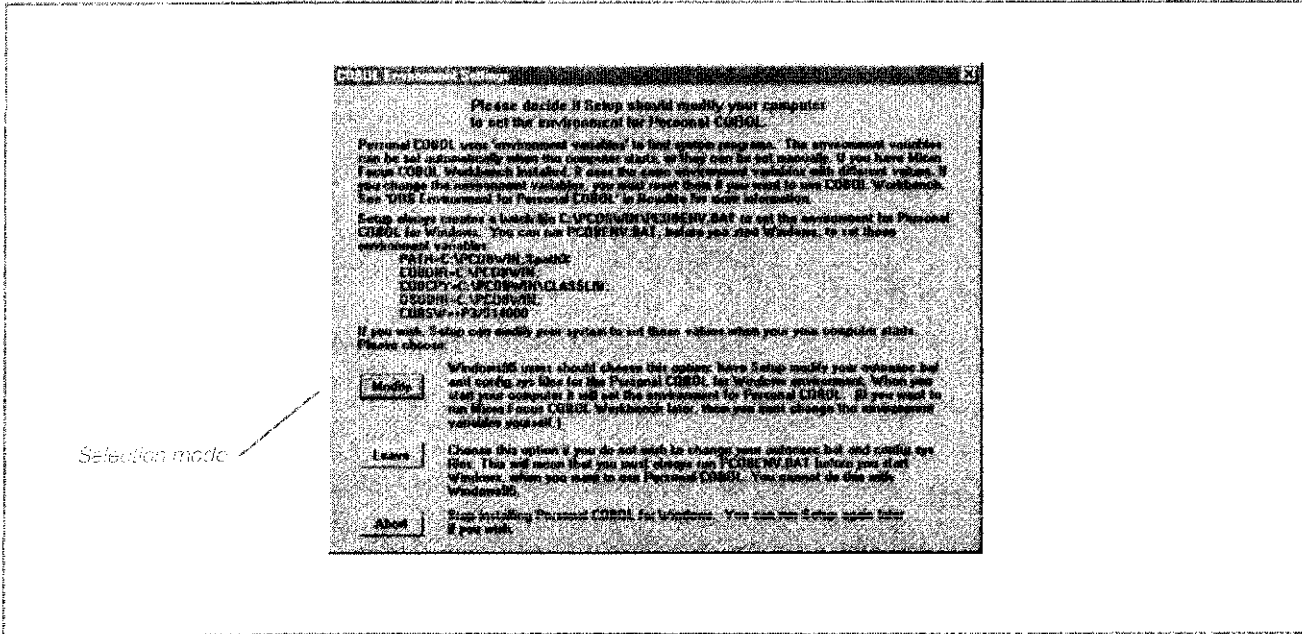 COBOL Environment Settings
Please decide if Setup should modify your computer
to set the environment for Personal COBOL.
Personal COBOL uses 'environment variables' to find system programs. The environment variables
can be set automatically when the computer starts, or they can be set manually. If you have Micro
Focus COBOL Workbench installed, it uses the same environment variables with different values. If
you change the environment variables, you must reset them if you want to use COBOL Workbench.
See 'DOS Environment for Personal COBOL' in ReadMe for more information.
Setup always creates a batch file C:\PCOBWIN\PCOBENV.BAT to set the environment for Personal
COBOL for Windows. You can run PCOBENV.BAT, before you start Windows, to set these
environment variables:
PATH=C:\PCOBWIN;%path%
COBDIR=C:\PCOBWIN;
COBCPY=C:\PCOBWIN\CLASSLIB;
C:\PCOBWIN;
If you wish, Setup can modify your system to set these values when your computer starts.
Please choose:
Modify
Windows95 users should choose this option: have Setup modify your autoexec.bat
and config.sys files for the Personal COBOL for Windows environment. When you
start your computer it will set the environment for Personal COBOL. (If you want to
run Micro Focus COBOL Workbench later, then you must change the environment
variables yourself.)
Selection mode
Leave
Choose this option if you do not wish to change your autoexec.bat and config.sys
files. This will mean that you must always run PCOBENV.BAT before you start
Windows, when you want to use Personal COBOL. You cannot do this with
Windows95.
Abort
Stop installing Personal COBOL for Windows. You can run Setup again later
if you wish.